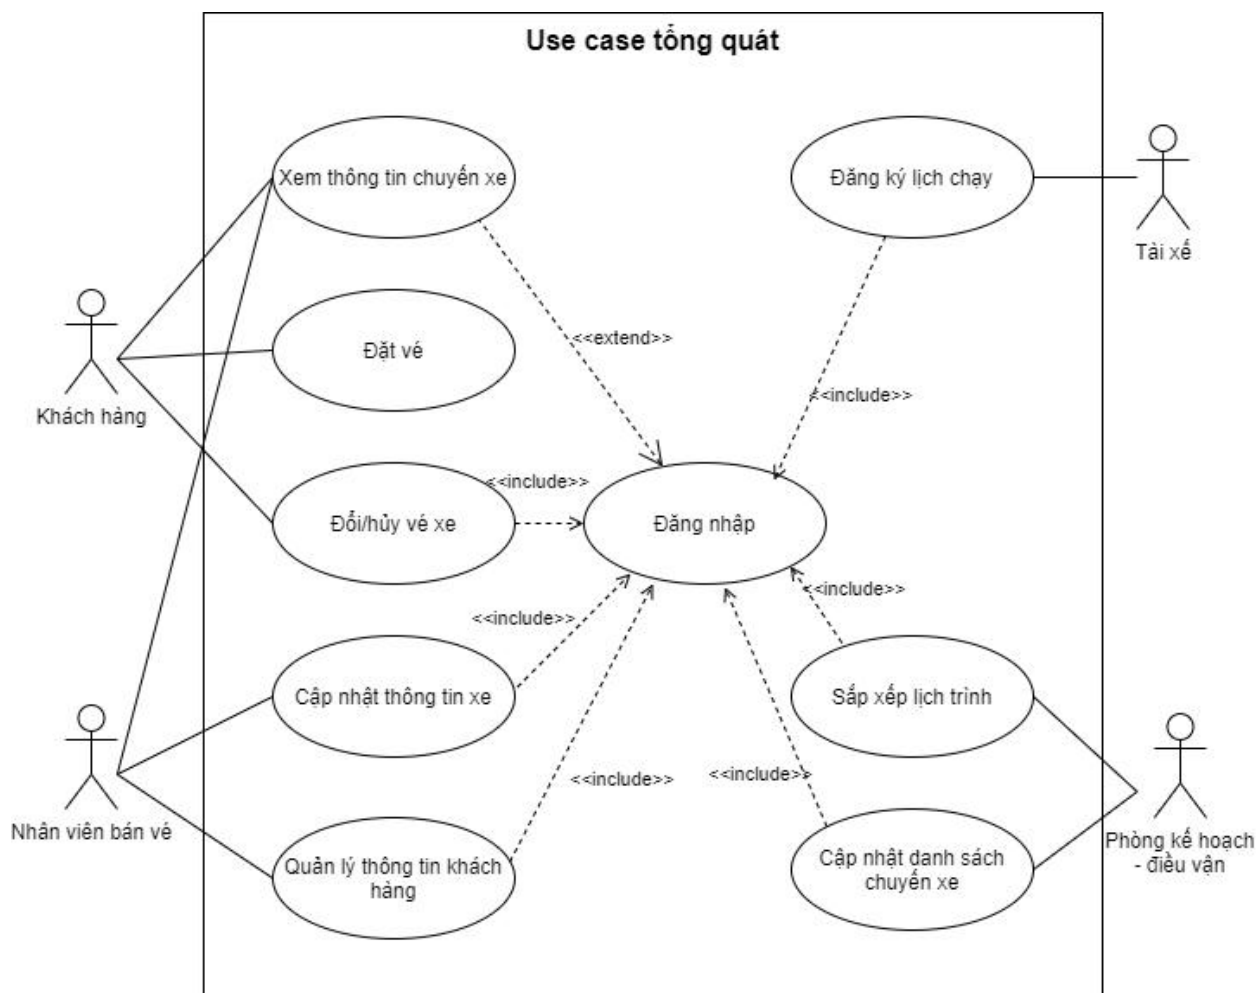 Use case tổng quát
Xem thông tin chuyến xe
Đăng ký lịch chạy
Tài xế
<<extend>>
Đặt vé
Khách hàng
<<include>>
<<include>>
Đổi/hủy vé xe
Đăng nhập
<<include>>
<<include>>
Cập nhật thông tin xe
Sắp xếp lịch trình
<<include>>
<<include>>
Nhân viên bán vé
Phòng kế hoạch
- điều vận
Quản lý thông tin khách
hàng
Cập nhật danh sách
chuyến xe